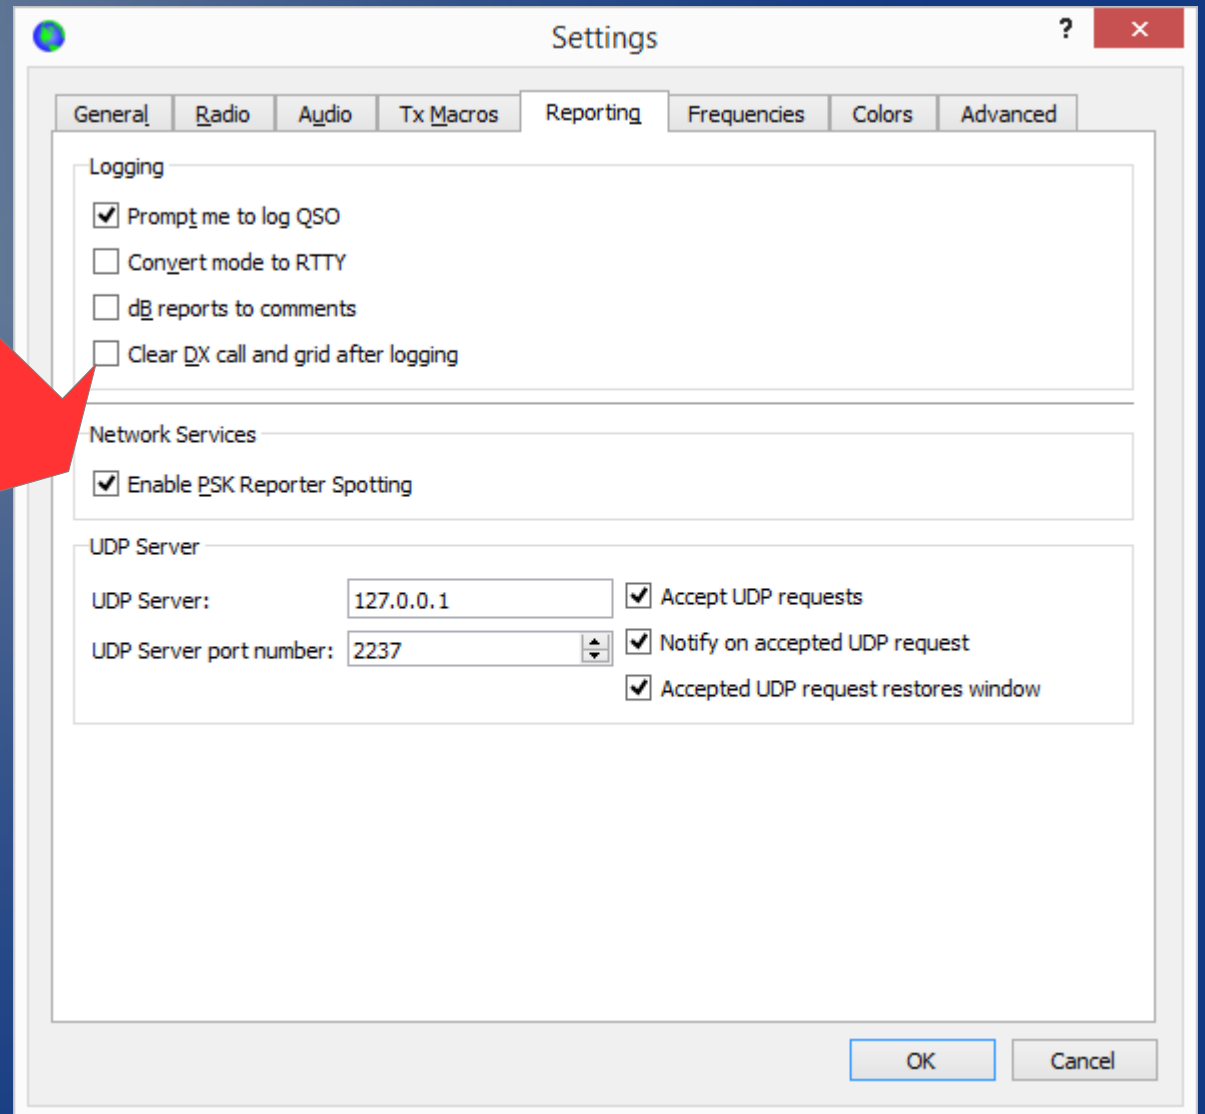 Settings
?
General Radio Audio Tx Macros Reporting Frequencies Colors Advanced
Logging
Prompt me to log QSO
Convert mode to RTTY
dB reports to comments
Clear DX call and grid after logging
Network Services
Enable PSK Reporter Spotting
UDP Server
UDP Server: 127.0.0.1 Accept UDP requests
UDP Server port number: 2237 Notify on accepted UDP request
Accepted UDP request restores window
OK Cancel